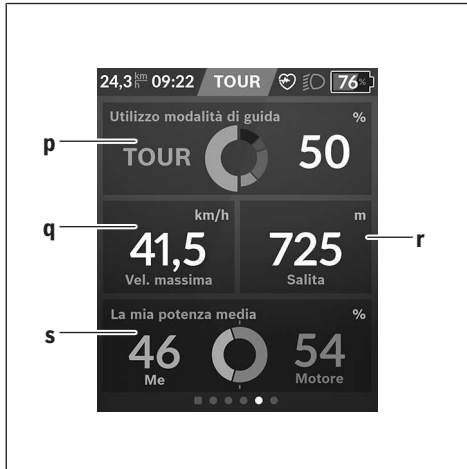 24,3 km/h 09:22 TOUR 76%
Utilizzo modalità di guida %
p
TOUR 50
q
km/h
41,5
Vel. massima
m
725
Salita
r
La mia potenza media %
s
46 54
Me Motore